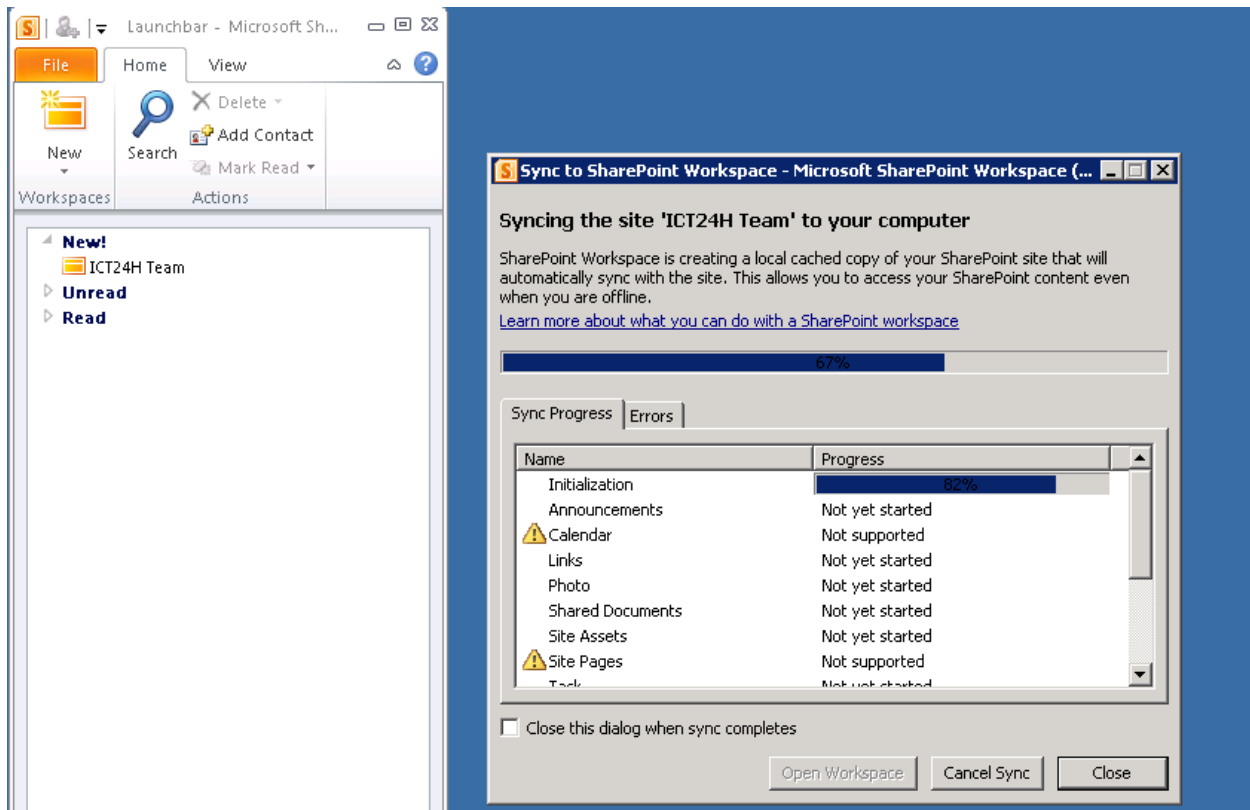 Launchbar - Microsoft Sh...
File Home View
New
Search
Delete
Add Contact
Mark Read
Workspaces
Actions
New!
ICT24H Team
Unread
Read
Sync to SharePoint Workspace - Microsoft SharePoint Workspace (...
Syncing the site 'ICT24H Team' to your computer
SharePoint Workspace is creating a local cached copy of your SharePoint site that will
automatically sync with the site. This allows you to access your SharePoint content even
when you are offline.
Learn more about what you can do with a SharePoint workspace
67%
Sync Progress Errors
Name Progress
Initialization 82%
Announcements Not yet started
Calendar Not supported
Links Not yet started
Photo Not yet started
Shared Documents Not yet started
Site Assets Not yet started
Site Pages Not supported
Task Not yet started
Close this dialog when sync completes
Open Workspace Cancel Sync Close